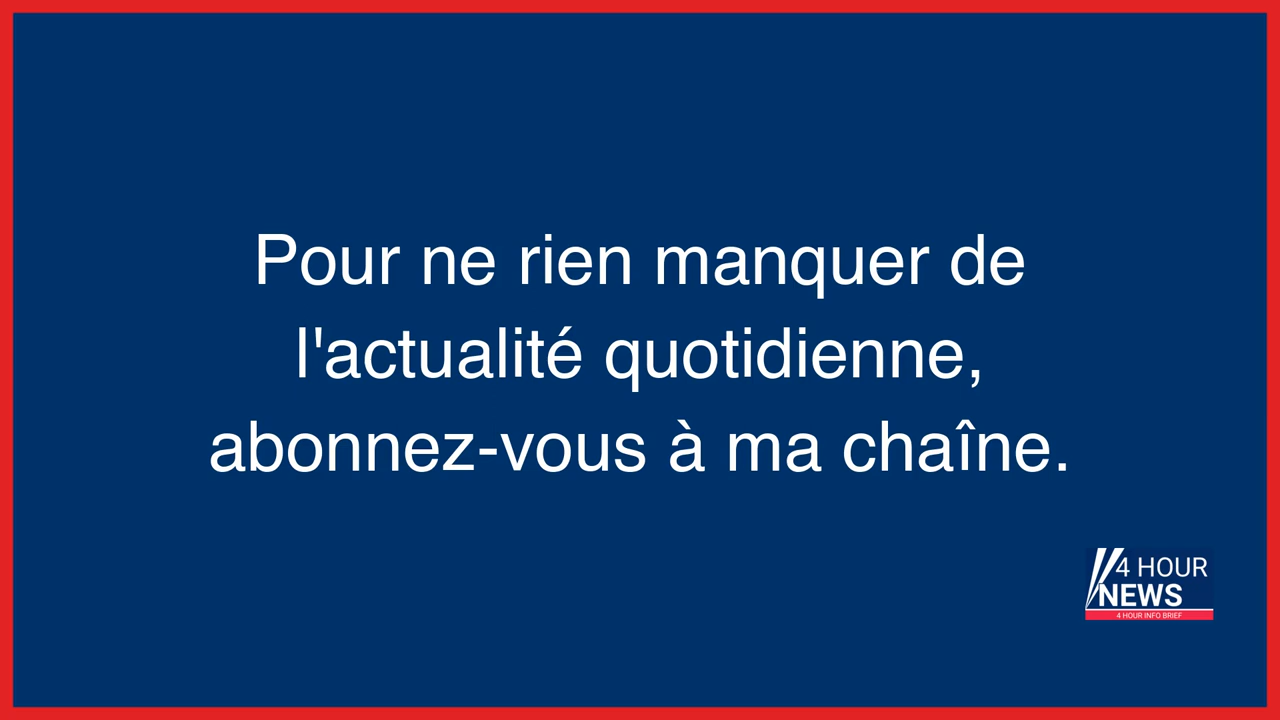 Pour ne rien manquer de
l'actualité quotidienne,
abonnez-vous à ma chaîne.
4 HOUR
NEWS
4 HOUR INFO BRIEF